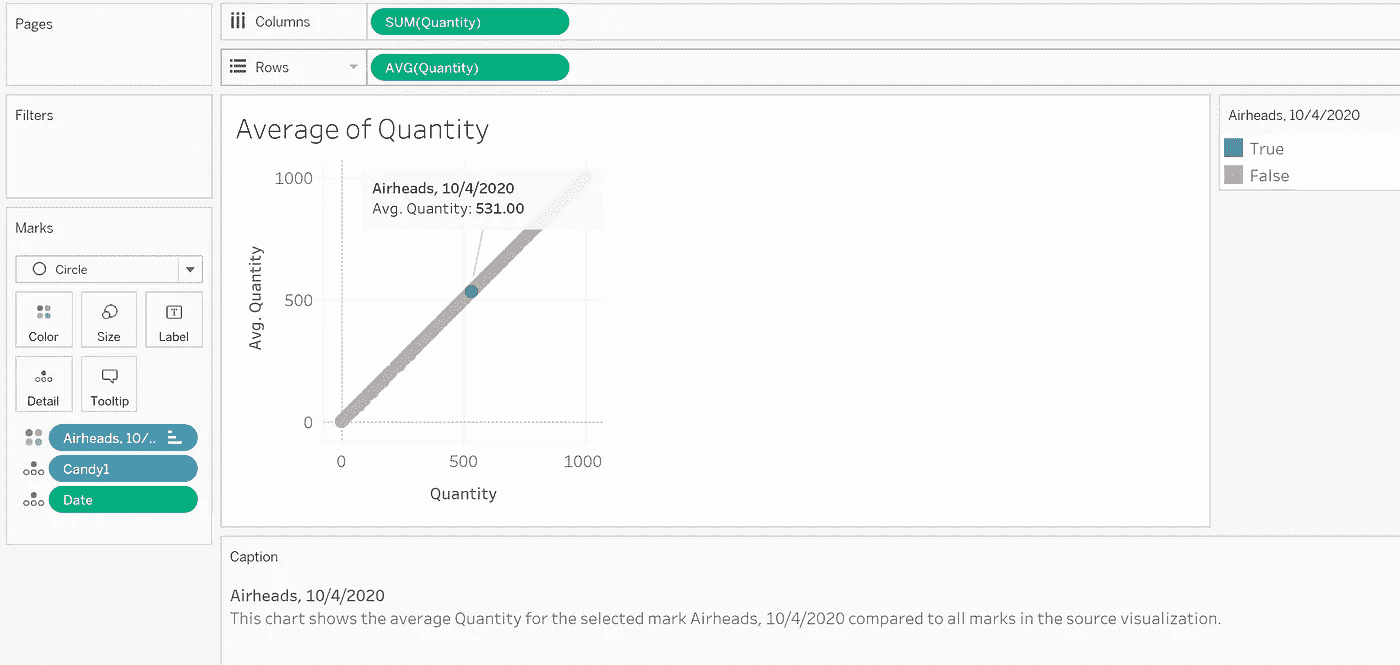 Pages
Columns
SUM(Quantity)
Rows
AVG(Quantity)
Filters
Marks
Circle
Color
Size
Label
Detail
Tooltip
Airheads, 10/..
Candy1
Date
Average of Quantity
1000
Airheads, 10/4/2020
Avg. Quantity: 531.00
Avg. Quantity
500
0
0 500 1000
Quantity
Airheads, 10/4/2020
True
False
Caption
Airheads, 10/4/2020
This chart shows the average Quantity for the selected mark Airheads, 10/4/2020 compared to all marks in the source visualization.